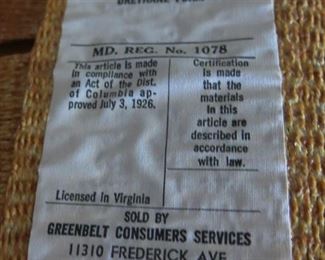 URETHANE FOAM
MD. REG. No. 1078
This article is made
in compliance with
an Act of the Dist.
of Columbia ap-
proved July 3, 1926.
Certification
is made
that the
materials
in this
article are
described in
accordance
with law.
Licensed in Virginia
SOLD BY
GREENBELT CONSUMERS SERVICES
11310 FREDERICK AVE